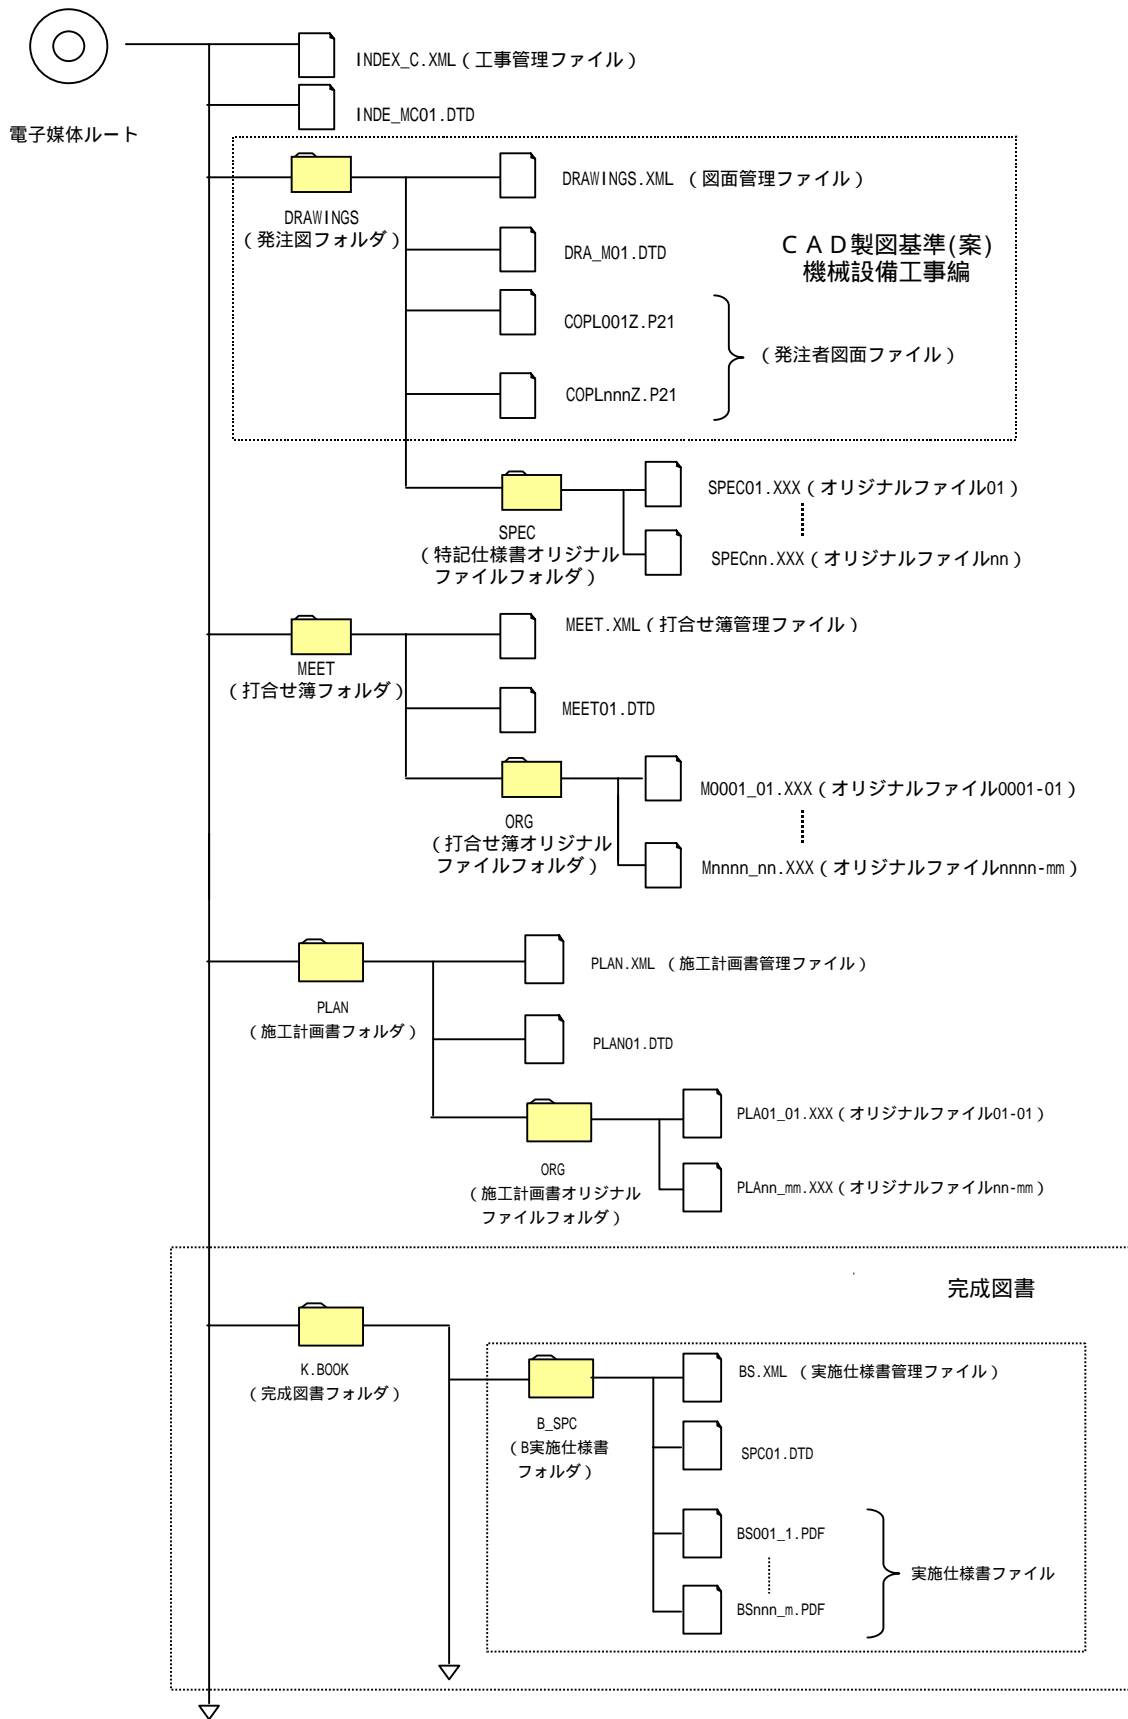 INDEX_C.XML(工事管理ファイル)
INDE_MC01.DTD
電子媒体ルート
DRAWINGS.XML (図面管理ファイル)
DRAWINGS
(発注図フォルダ)
DRA_M01.DTD
CAD製図基準(案)
機械設備工事編
COPL001Z.P21
(発注者図面ファイル)
COPLnnnZ.P21
SPEC01.XXX(オリジナルファイル01)
SPEC
(特記仕様書オリジナル
ファイルフォルダ)
SPECnn.XXX(オリジナルファイルnn)
MEET.XML(打合せ簿管理ファイル)
MEET
(打合せ簿フォルダ)
MEET01.DTD
M0001_01.XXX(オリジナルファイル0001-01)
ORG
(打合せ簿オリジナル
ファイルフォルダ)
Mnnnn_nn.XXX(オリジナルファイルnnnn-mm)
PLAN.XML (施工計画書管理ファイル)
PLAN
(施工計画書フォルダ)
PLAN01.DTD
PLA01_01.XXX(オリジナルファイル01-01)
ORG
(施工計画書オリジナル
ファイルフォルダ)
PLAnn_mm.XXX(オリジナルファイルnn-mm)
完成図書
K.BOOK
(完成図書フォルダ)
BS.XML (実施仕様書管理ファイル)
B_SPC
(B実施仕様書
フォルダ)
SPC01.DTD
BS001_1.PDF
実施仕様書ファイル
BSnnn_m.PDF